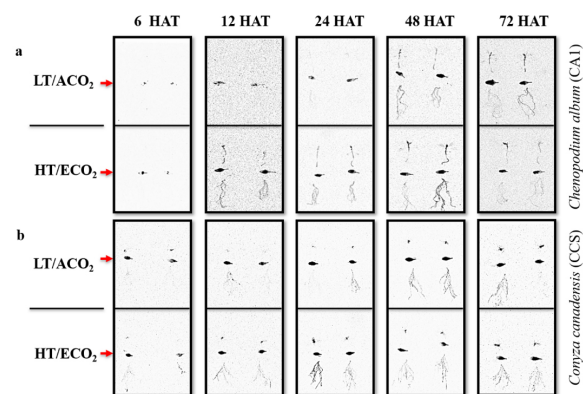 6 HAT 12 HAT 24 HAT 48 HAT 72 HAT
a
LT/ACO₂
HT/ECO₂
Chenopodium album (CA1)
b
LT/ACO₂
HT/ECO₂
Conyza canadensis (CCS)